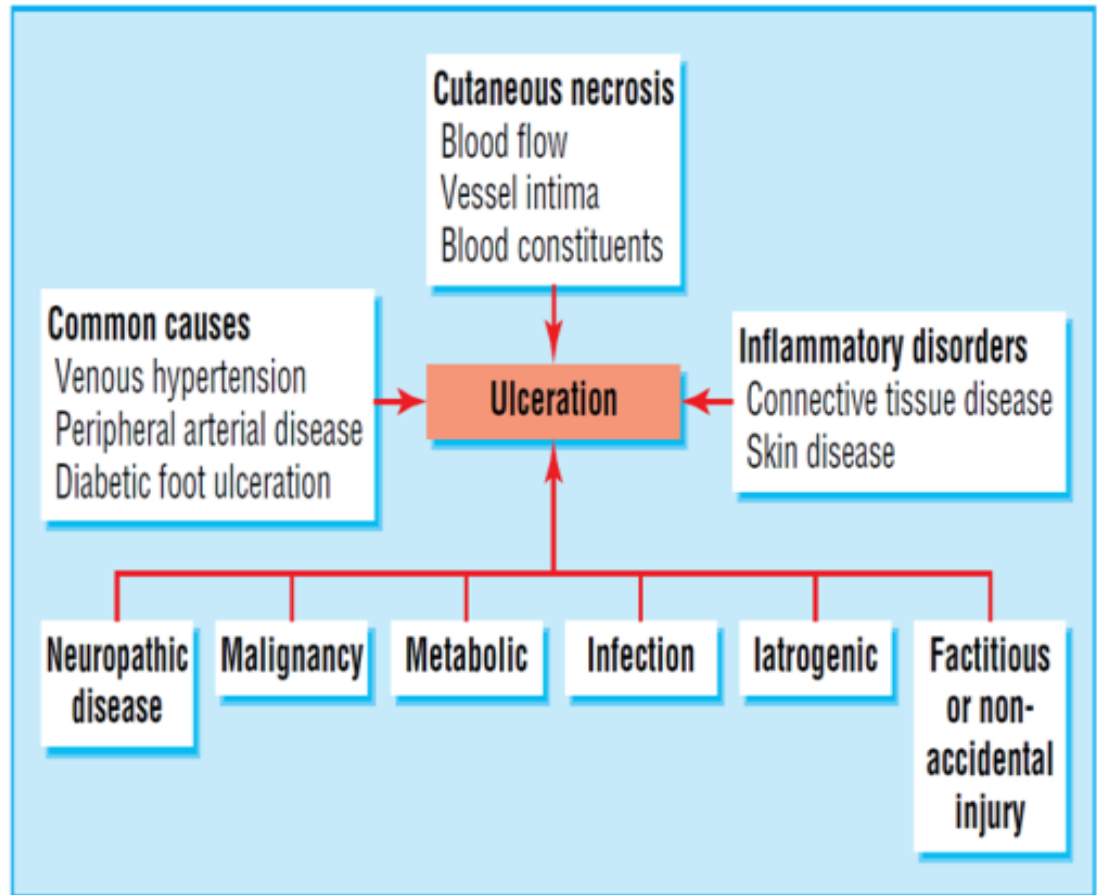 Cutaneous necrosis
Blood flow
Vessel intima
Blood constituents
Common causes
Venous hypertension
Peripheral arterial disease
Diabetic foot ulceration
Ulceration
Inflammatory disorders
Connective tissue disease
Skin disease
Neuropathic
disease
Malignancy
Metabolic
Infection
Iatrogenic
Factitious
or non-
accidental
injury